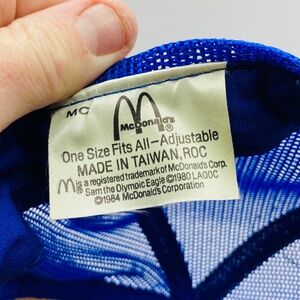 MC
McDonald's®
One Size Fits All-Adjustable
MADE IN TAIWAN, ROC
M is a registered trademark of McDonald's Corp.
Sam the Olympic Eagle ©1980 LAOOC
©1984 McDonald's Corporation